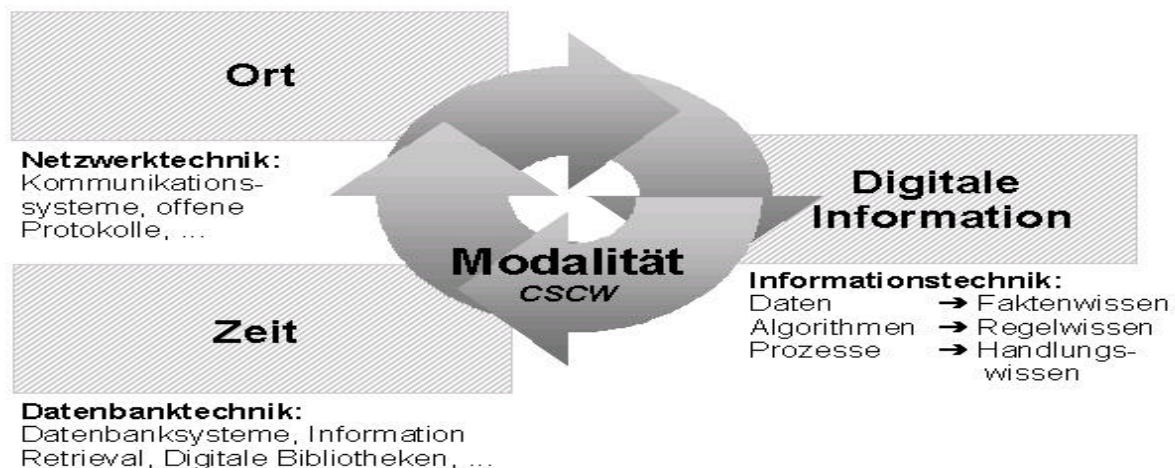 Ort
Netzwerktechnik:
Kommunikations-
systeme, offene
Protokolle, ...
Zeit
Datenbanktechnik:
Datenbanksysteme, Information
Retrieval, Digitale Bibliotheken, ...
Modalität
CSCW
Digitale
Information
Informationstechnik:
Daten ➔ Faktenwissen
Algorithmen ➔ Regelwissen
Prozesse ➔ Handlungs-
wissen